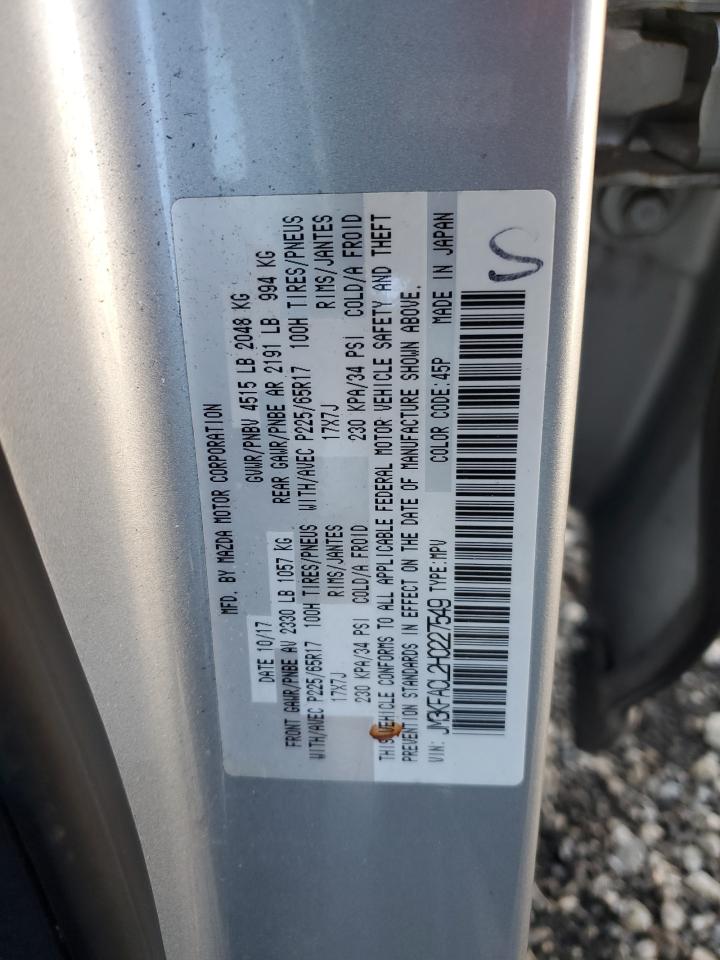 MFD. BY MAZDA MOTOR CORPORATION
DATE 10/17 GVWR/PNBV 4515 LB 2048 KG
FRONT GAWR/PNBE AV 2330 LB 1057 KG REAR GAWR/PNBE AR 2191 LB 994 KG
WITH/AVEC P225/65R17 100H TIRES/PNEUS WITH/AVEC P225/65R17 100H TIRES/PNEUS
17X7J RIMS/JANTES 17X7J RIMS/JANTES
230 KPA/34 PSI COLD/A FROID 230 KPA/34 PSI COLD/A FROID
THIS VEHICLE CONFORMS TO ALL APPLICABLE FEDERAL MOTOR VEHICLE SAFETY AND THEFT
PREVENTION STANDARDS IN EFFECT ON THE DATE OF MANUFACTURE SHOWN ABOVE.
VIN: JM3KFACL2H0227549 TYPE:MPV COLOR CODE:45P MADE IN JAPAN